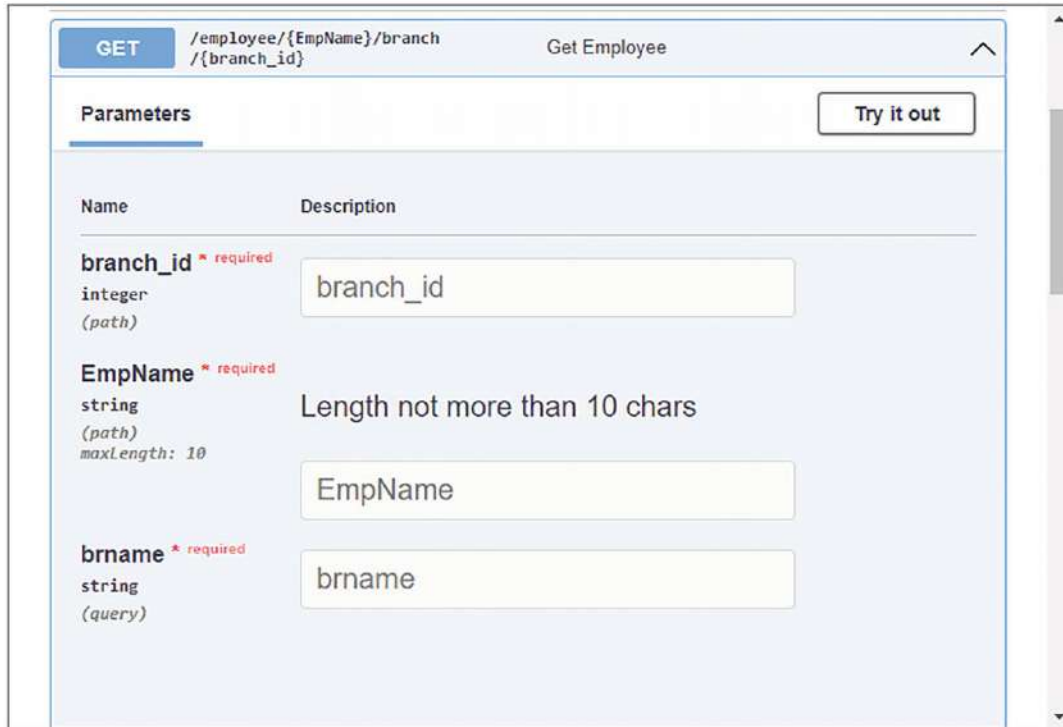 GET /employee/{EmpName}/branch Get Employee
/{branch_id}
Parameters Try it out
Name Description
branch_id * required branch_id
integer
(path)
EmpName * required
string Length not more than 10 chars
(path)
maxLength: 10
EmpName
brname * required
string brname
(query)